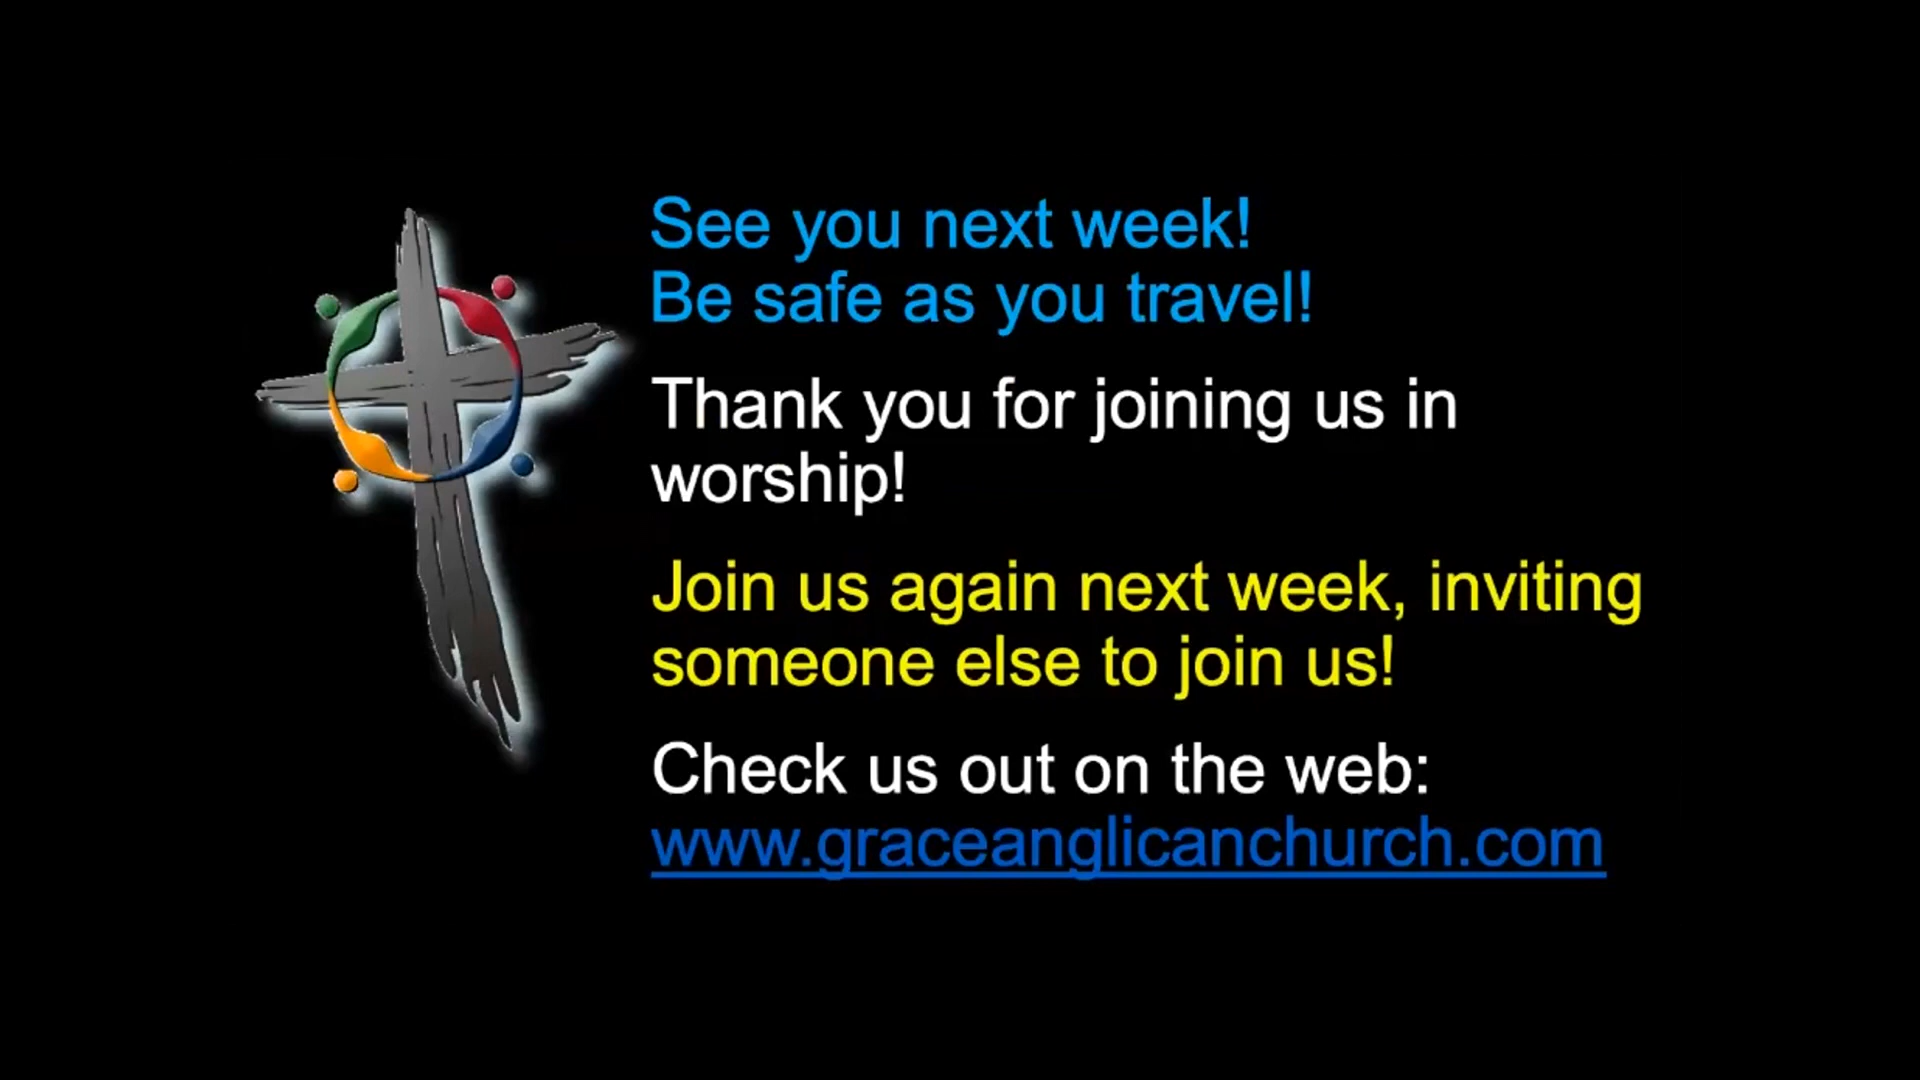 See you next week!
Be safe as you travel!
Thank you for joining us in
worship!
Join us again next week, inviting
someone else to join us!
Check us out on the web:
www.graceanglicanchurch.com